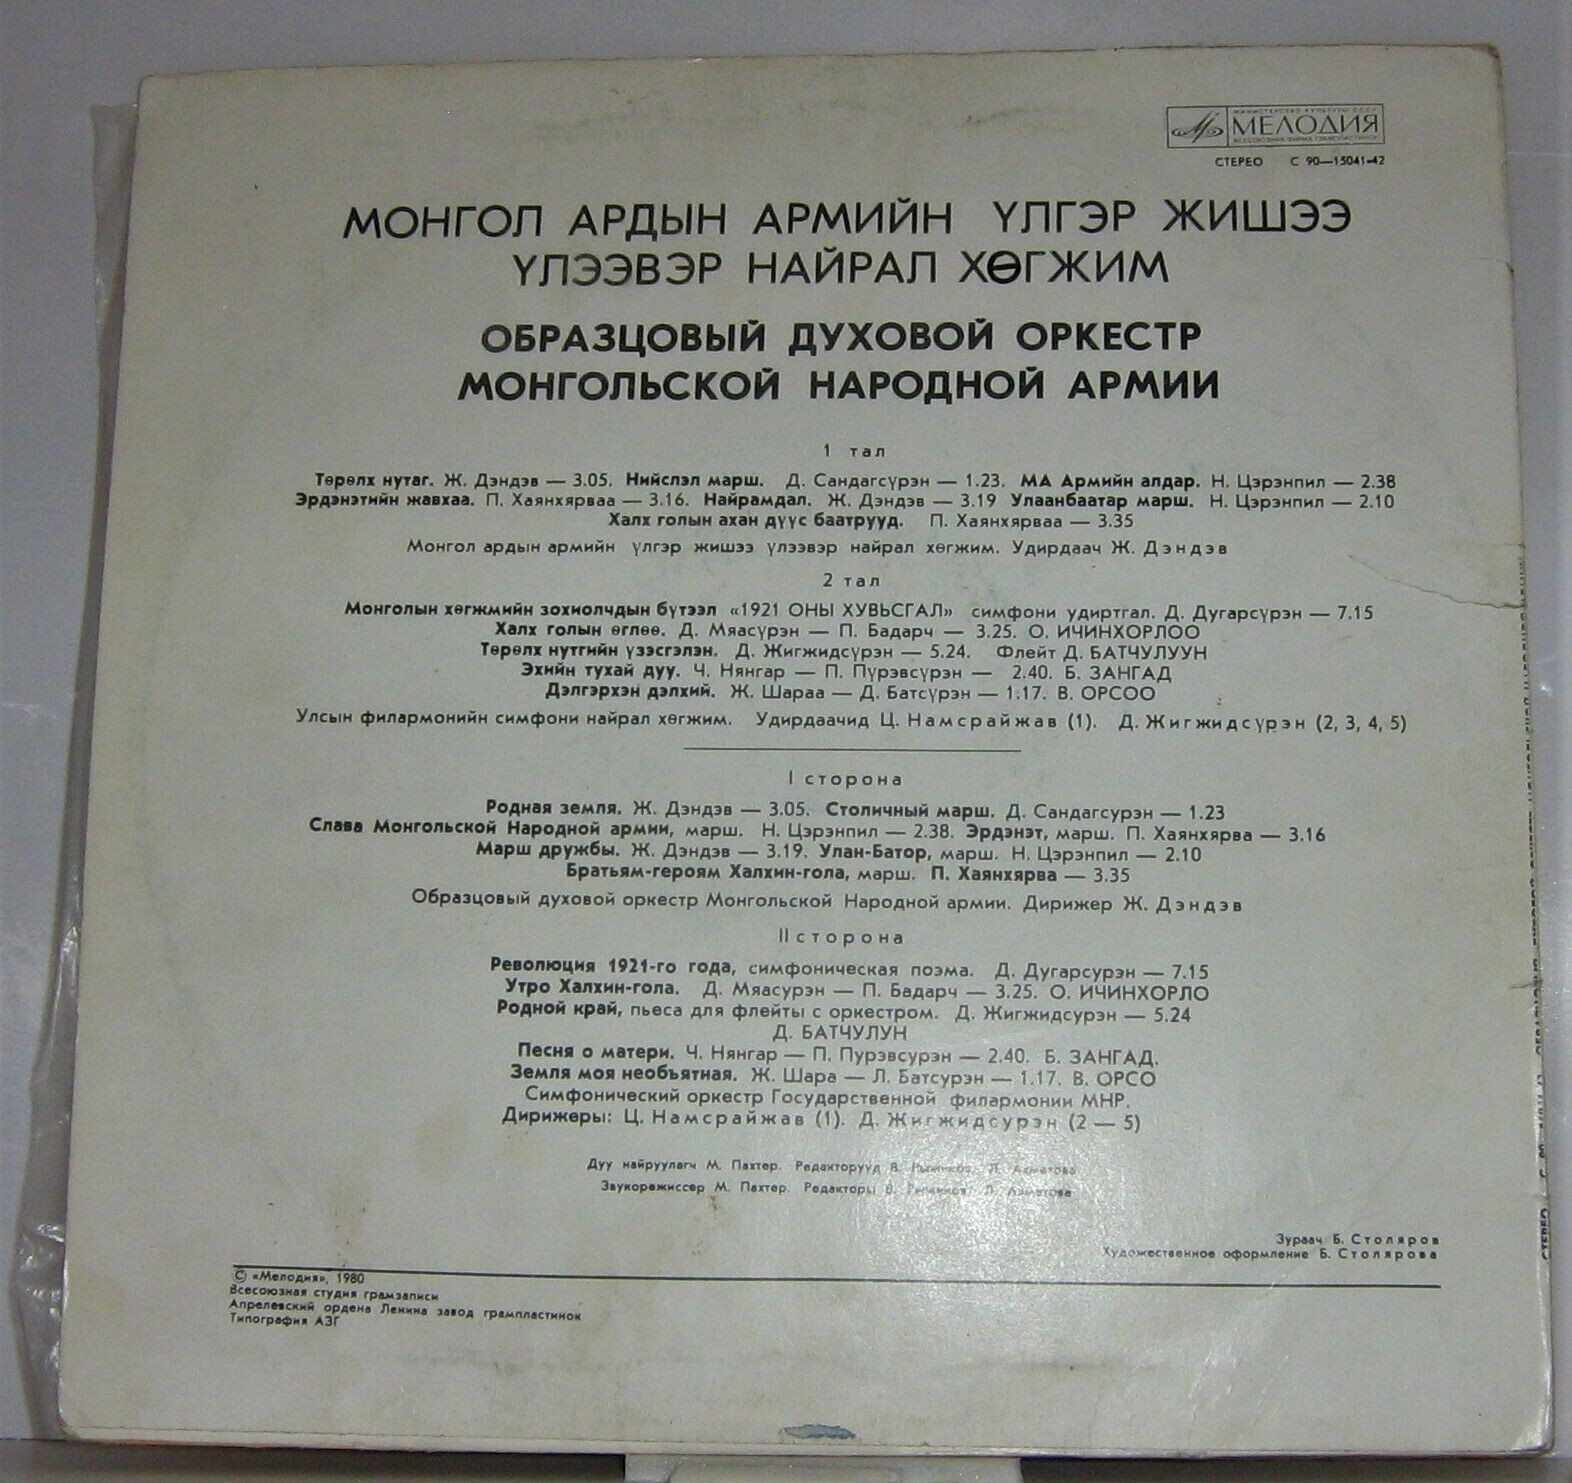 МИНИСТЕРСТВО КУЛЬТУРЫ СССР
МЕЛОДИЯ
ВСЕСОЮЗНАЯ ФИРМА ГРАМПЛАСТИНОК
СТЕРЕО С 90—15041-42
МОНГОЛ АРДЫН АРМИЙН ҮЛГЭР ЖИШЭЭ
ҮЛЭЭВЭР НАЙРАЛ ХӨГЖИМ
ОБРАЗЦОВЫЙ ДУХОВОЙ ОРКЕСТР
МОНГОЛЬСКОЙ НАРОДНОЙ АРМИИ
1 тал
Төрөлх нутаг. Ж. Дэндэв — 3.05. Нийслэл марш. Д. Сандагсүрэн — 1.23. МА Армийн алдар. Н. Цэрэнпил — 2.38
Эрдэнэтийн жавхаа. П. Хаянхярваа — 3.16. Найрамдал. Ж. Дэндэв — 3.19 Улаанбаатар марш. Н. Цэрэнпил — 2.10
Халх голын ахан дүүс баатрууд. П. Хаянхярваа — 3.35
Монгол ардын армийн үлгэр жишээ үлээвэр найрал хөгжим. Удирдаач Ж. Дэндэв
2 тал
Монголын хөгжмийн зохиолчдын бүтээл «1921 ОНЫ ХУВЬСГАЛ» симфони удиртгал. Д. Дугарсүрэн — 7.15
Халх голын өглөө. Д. Мяасүрэн — П. Бадарч — 3.25. О. ИЧИНХОРЛОО
Төрөлх нутгийн үзэсгэлэн. Д. Жигжидсүрэн — 5.24. Флейт Д. БАТЧУЛУУН
Эхийн тухай дуу. Ч. Нянгар — П. Пүрэвсүрэн — 2.40. Б. ЗАНГАД
Дэлгэрхэн дэлхий. Ж. Шараа — Д. Батсүрэн — 1.17. В. ОРСОО
Улсын филармонийн симфони найрал хөгжим. Удирдаачид Ц. Намсрайжав (1). Д. Жигжидсүрэн (2, 3, 4, 5)
I сторона
Родная земля. Ж. Дэндэв — 3.05. Столичный марш. Д. Сандагсурэн — 1.23
Слава Монгольской Народной армии, марш. Н. Цэрэнпил — 2.38. Эрдэнэт, марш. П. Хаянхярва — 3.16
Марш дружбы. Ж. Дэндэв — 3.19. Улан-Батор, марш. Н. Цэрэнпил — 2.10
Братьям-героям Халхин-гола, марш. П. Хаянхярва — 3.35
Образцовый духовой оркестр Монгольской Народной армии. Дирижер Ж. Дэндэв
II сторона
Революция 1921-го года, симфоническая поэма. Д. Дугарсурэн — 7.15
Утро Халхин-гола. Д. Мяасурэн — П. Бадарч — 3.25. О. ИЧИНХОРЛО
Родной край, пьеса для флейты с оркестром. Д. Жигжидсурэн — 5.24
Д. БАТЧУЛУН
Песня о матери. Ч. Нянгар — П. Пурэвсурэн — 2.40. Б. ЗАНГАД.
Земля моя необъятная. Ж. Шара — Л. Батсурэн — 1.17. В. ОРСО
Симфонический оркестр Государственной филармонии МНР.
Дирижеры: Ц. Намсрайжав (1). Д. Жигжидсурэн (2 — 5)
Дуу найруулагч М. Пахтер. Редакторууд В. Рыжиков, Л. Ахматова
Звукорежиссер М. Пахтер. Редакторы В. Рыжиков, Л. Ахматова
Зураач Б. Столяров
Художественное оформление Б. Столярова
© «Мелодия», 1980
Всесоюзная студия грамзаписи
Апрелевский ордена Ленина завод грампластинок
Типография АЗГ